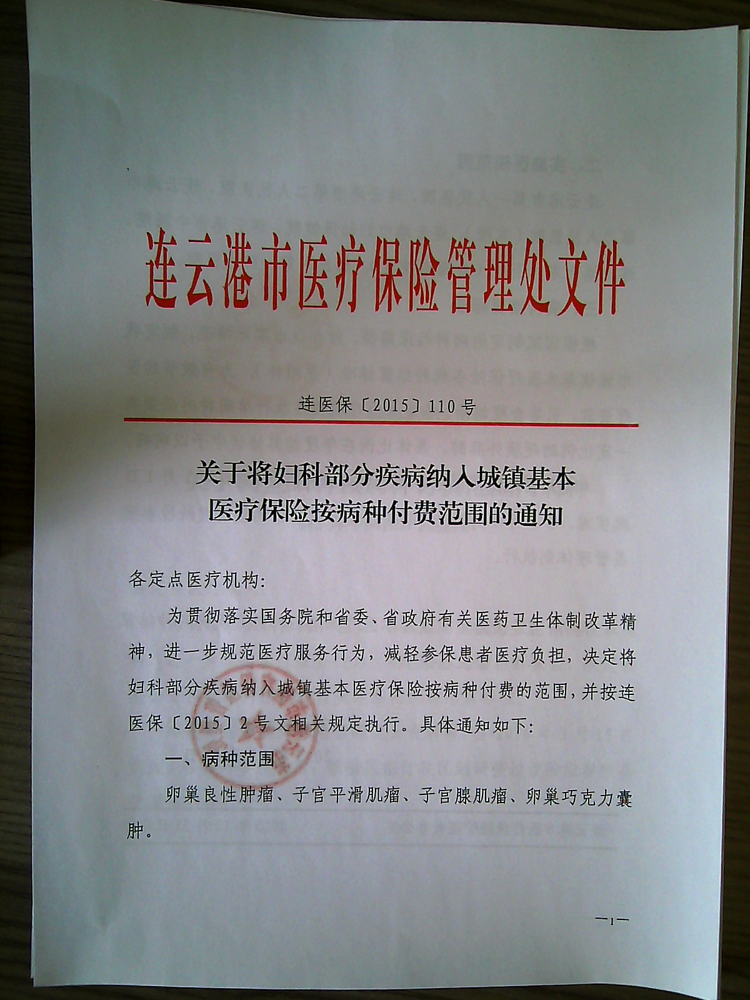 连云港市医疗保险管理处文件
连医保〔2015〕110号
关于将妇科部分疾病纳入城镇基本
医疗保险按病种付费范围的通知
各定点医疗机构：
为贯彻落实国务院和省委、省政府有关医药卫生体制改革精
神，进一步规范医疗服务行为，减轻参保患者医疗负担，决定将
妇科部分疾病纳入城镇基本医疗保险按病种付费的范围，并按连
医保〔2015〕2号文相关规定执行。具体通知如下：
一、病种范围
卵巢良性肿瘤、子宫平滑肌瘤、子宫腺肌瘤、卵巢巧克力囊
肿。
—1—